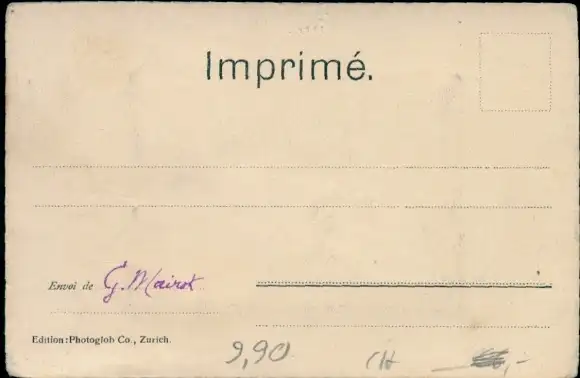 Imprimé.
Envoi de G. Mairot
Edition: Photoglob Co., Zurich.
9,90 CH